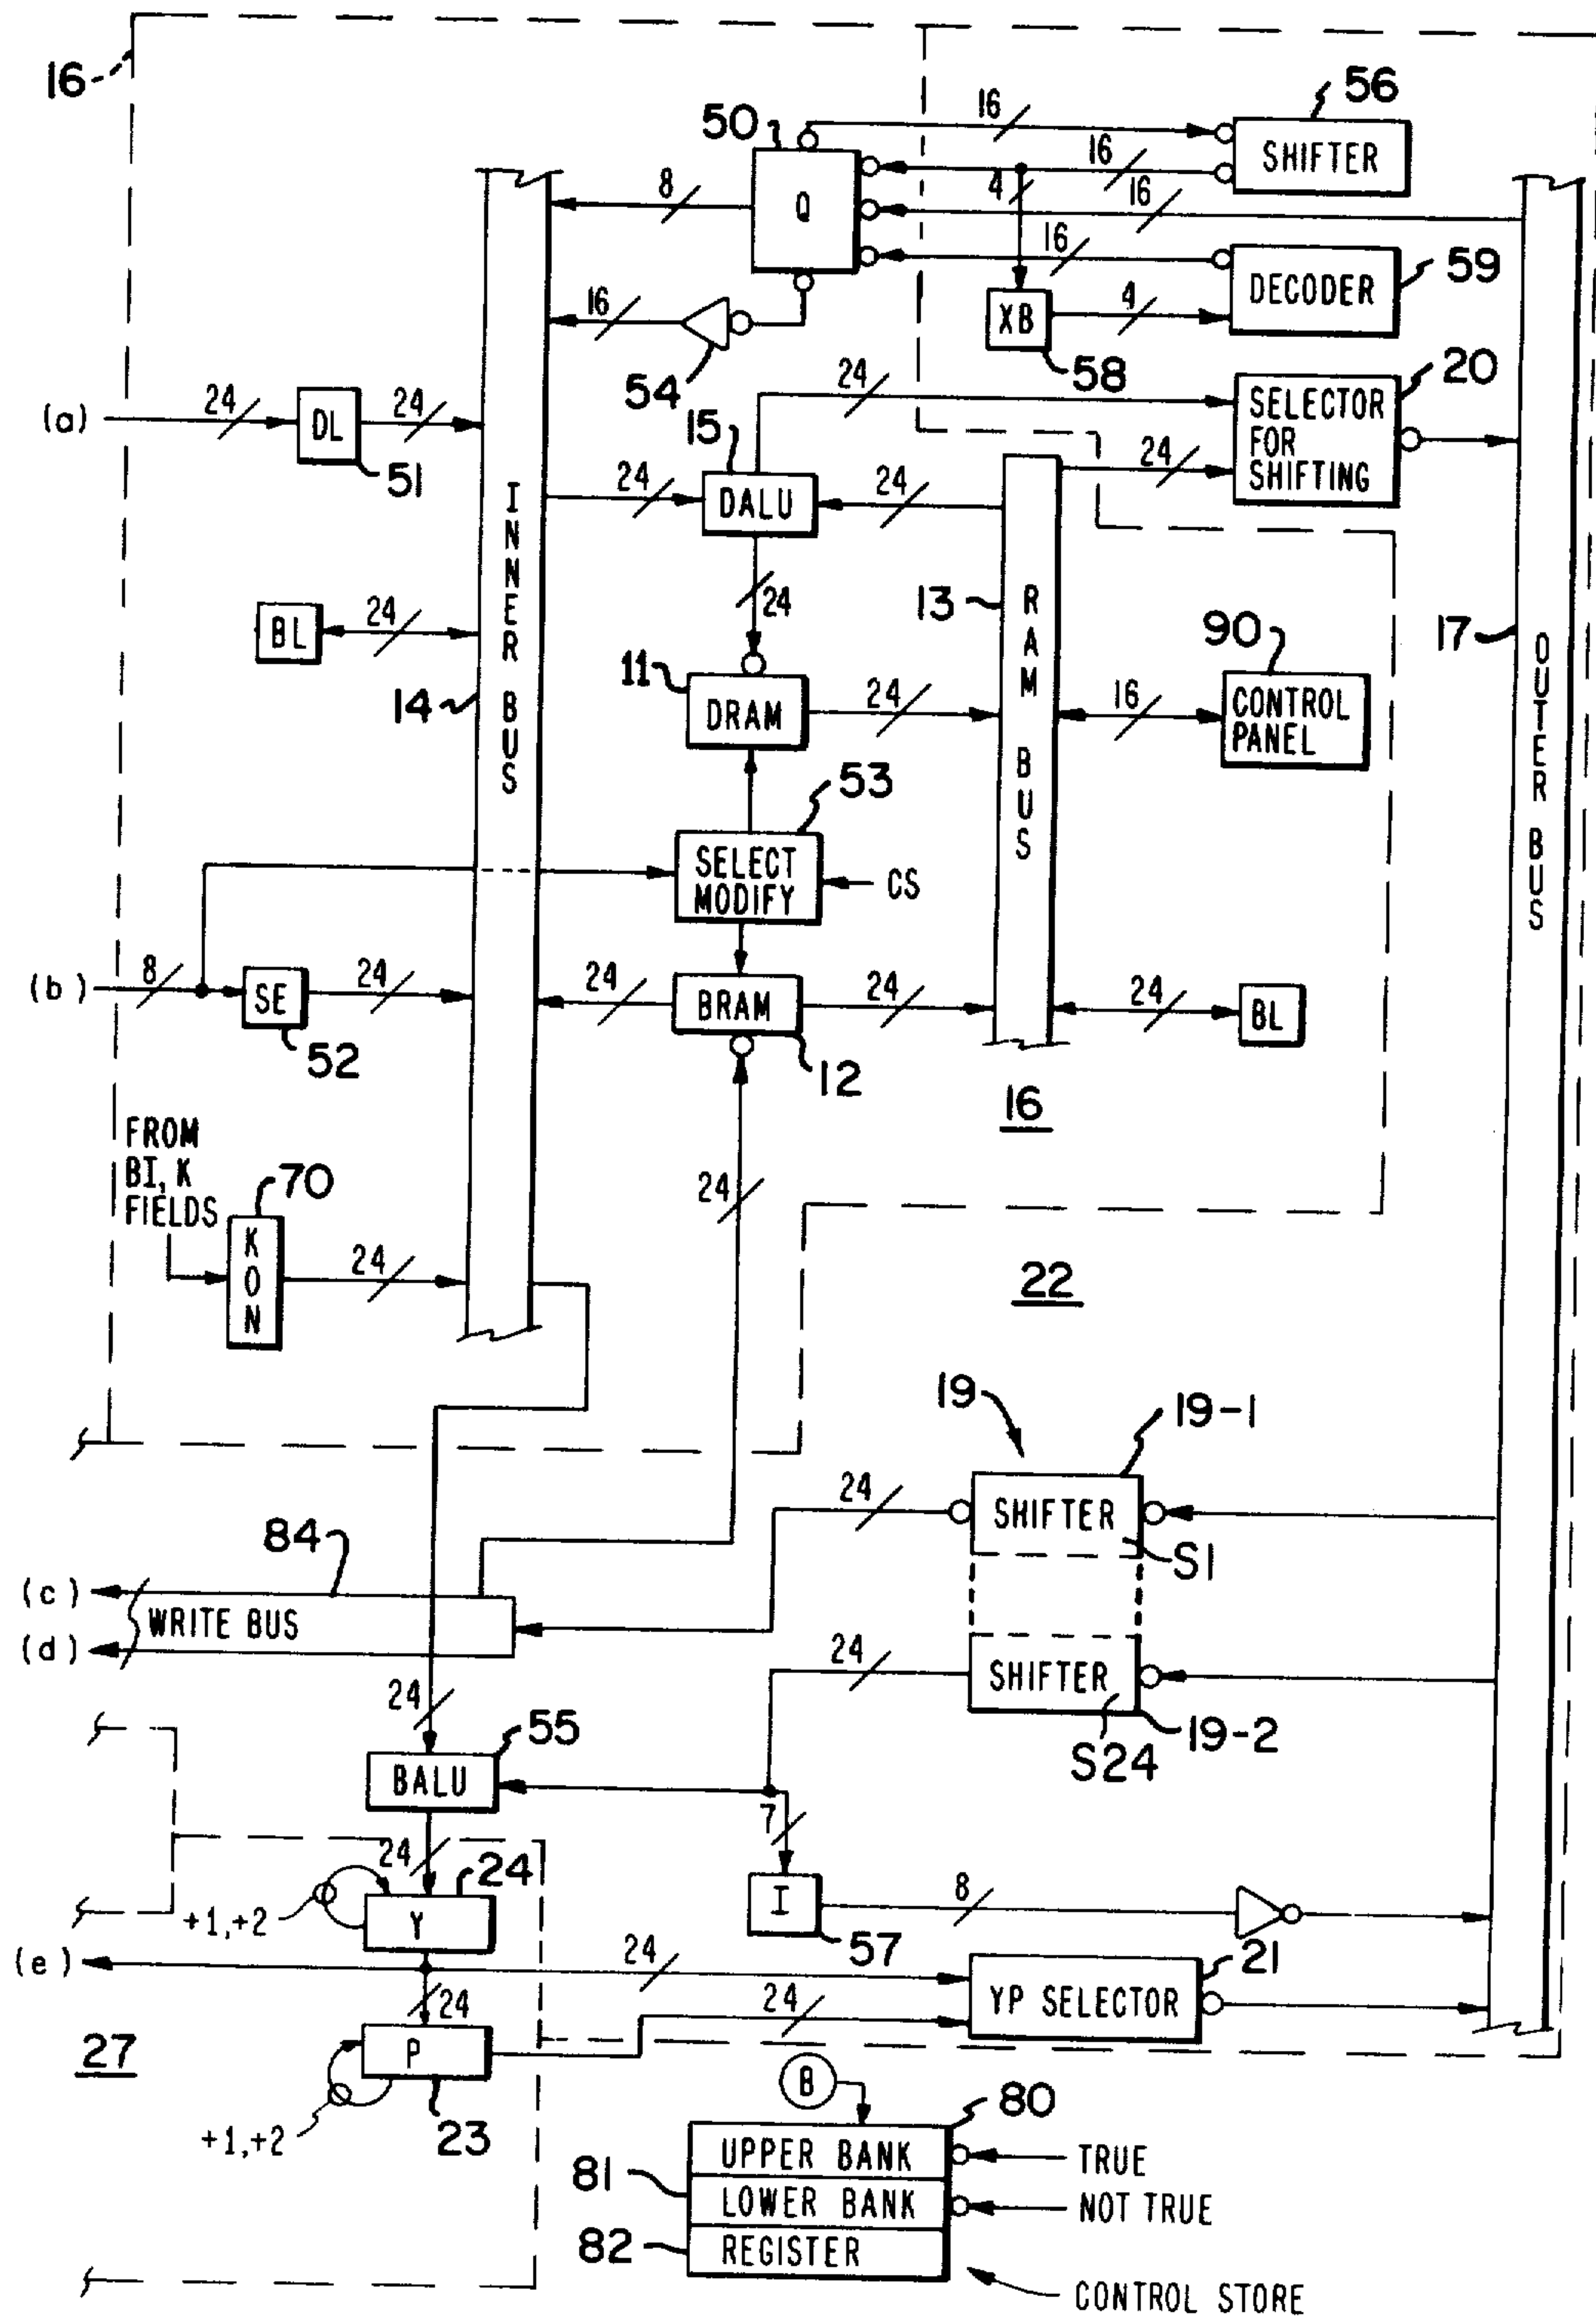 16
50
16
56
SHIFTER
16
8
Q
4
16
16
DECODER
59
16
54
XB
4
58
(a)
24
DL
24
51
24
SELECTOR
FOR
SHIFTING
20
15
24
DALU
24
24
INNER BUS
24
BL
24
14
11
DRAM
24
13
RAM BUS
16
90
CONTROL
PANEL
17
OUTER BUS
53
SELECT
MODIFY
CS
(b)
8
SE
24
52
24
BRAM
24
12
24
BL
16
FROM
BI, K
FIELDS
70
KON
24
24
22
19
19-1
24
SHIFTER
S1
84
(c)
WRITE BUS
(d)
24
SHIFTER
19-2
S24
24
55
BALU
7
24
24
+1,+2
Y
I
57
8
(e)
24
21
YP SELECTOR
24
24
27
P
+1,+2
23
B
80
UPPER BANK
TRUE
81
LOWER BANK
NOT TRUE
82
REGISTER
CONTROL STORE